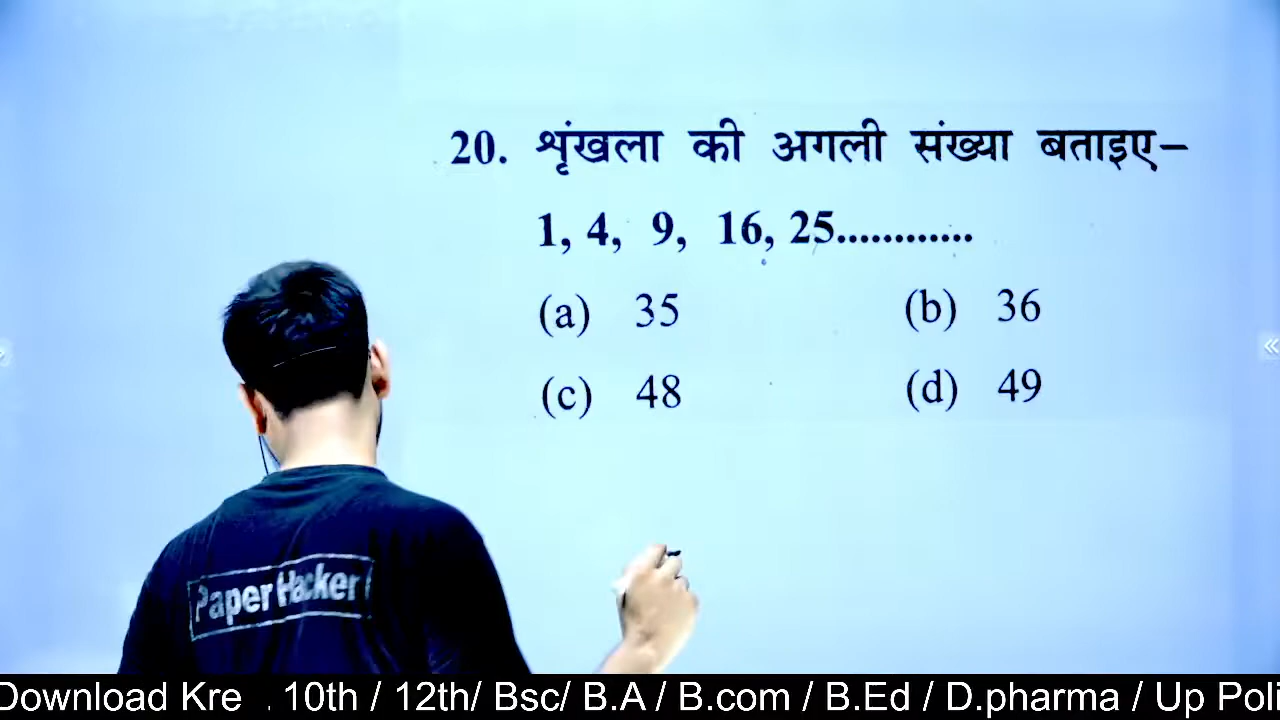 20. शृंखला की अगली संख्या बताइए–
1, 4, 9, 16, 25............
(a) 35 (b) 36
(c) 48 (d) 49
Paper Hacker
Download Kre . 10th / 12th/ Bsc/ B.A / B.com / B.Ed / D.pharma / Up Poli